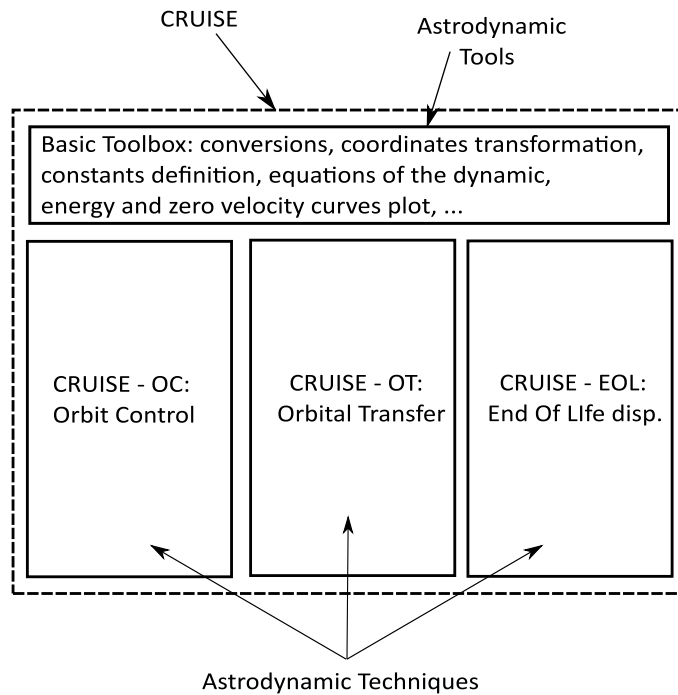 CRUISE
Astrodynamic
Tools
Basic Toolbox: conversions, coordinates transformation,
constants definition, equations of the dynamic,
energy and zero velocity curves plot, ...
CRUISE - OC:
Orbit Control
CRUISE - OT:
Orbital Transfer
CRUISE - EOL:
End Of LIfe disp.
Astrodynamic Techniques